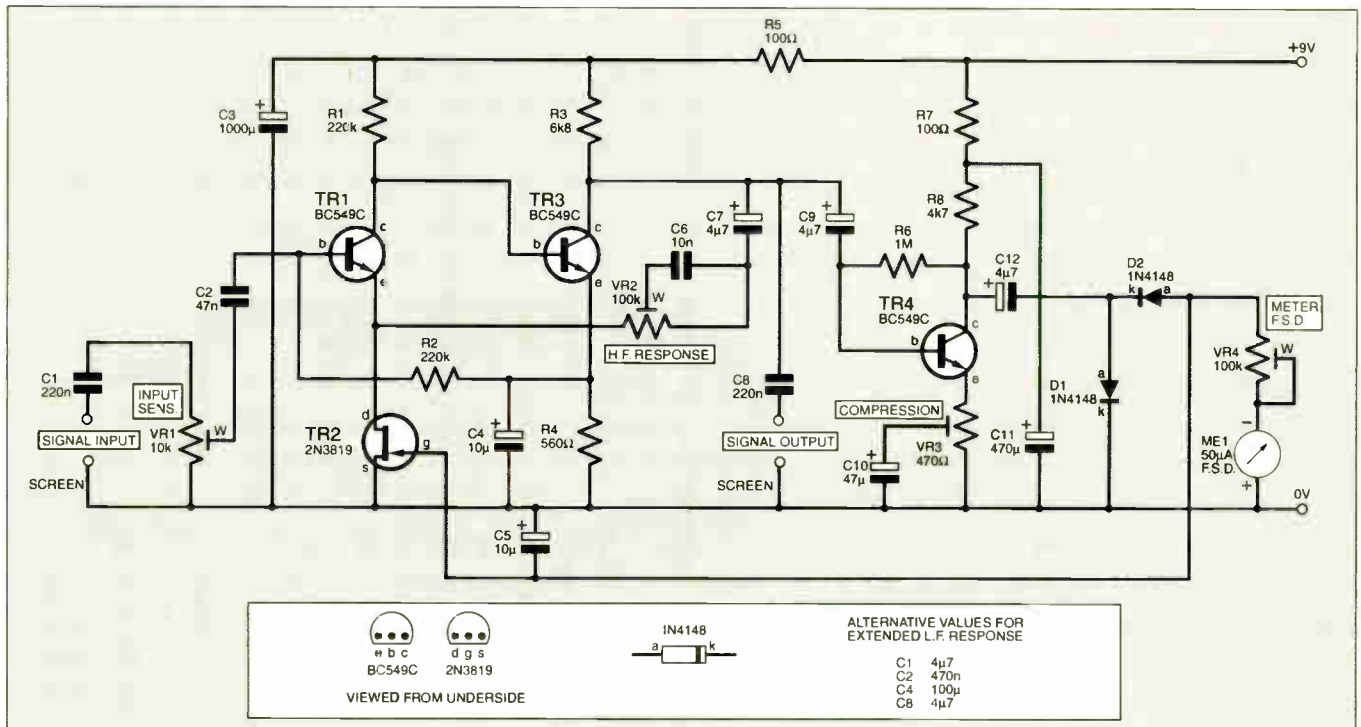 R5
100Ω
+9V
C3
1000µ
+
R1
220k
R3
6k8
R7
100Ω
TR1
BC549C
c
b
e
TR3
BC549C
c
b
e
C7
4µ7
+
C6
10n
VR2
100k
W
H.F. RESPONSE
C9
4µ7
+
R6
1M
R8
4k7
C12
4µ7
+
D2
1N4148
k
a
TR4
BC549C
c
b
e
METER
F.S.D.
VR4
100k
W
C2
47n
R2
220k
C1
220n
INPUT
SENS.
VR1
10k
W
SIGNAL INPUT
SCREEN
TR2
2N3819
d
g
s
C4
10µ
+
R4
560Ω
C8
220n
SIGNAL OUTPUT
SCREEN
COMPRESSION
VR3
470Ω
C10
47µ
+
C11
470µ
+
D1
1N4148
a
k
ME1
50µA
F.S.D.
-
+
0V
C5
10µ
+
e b c
BC549C
d g s
2N3819
VIEWED FROM UNDERSIDE
1N4148
a
k
ALTERNATIVE VALUES FOR
EXTENDED L.F. RESPONSE
C1 4µ7
C2 470n
C4 100µ
C8 4µ7